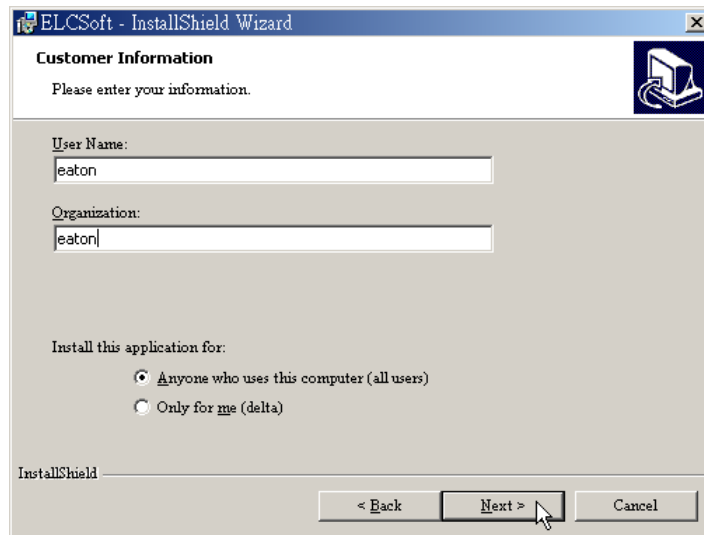 ELCSoft - InstallShield Wizard
Customer Information
Please enter your information.
User Name:
eaton
Organization:
eaton
Install this application for:
Anyone who uses this computer (all users)
Only for me (delta)
InstallShield
< Back Next > Cancel